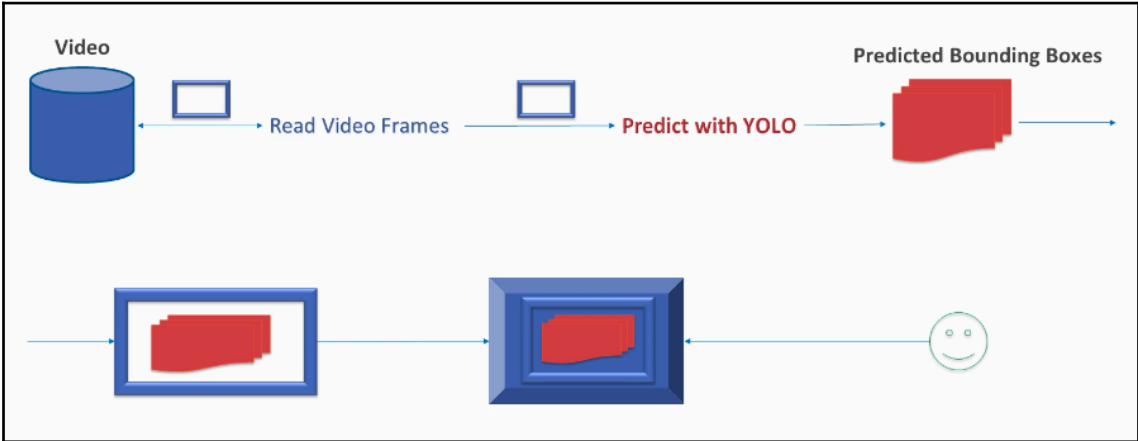 Video
Predicted Bounding Boxes
Read Video Frames
Predict with YOLO